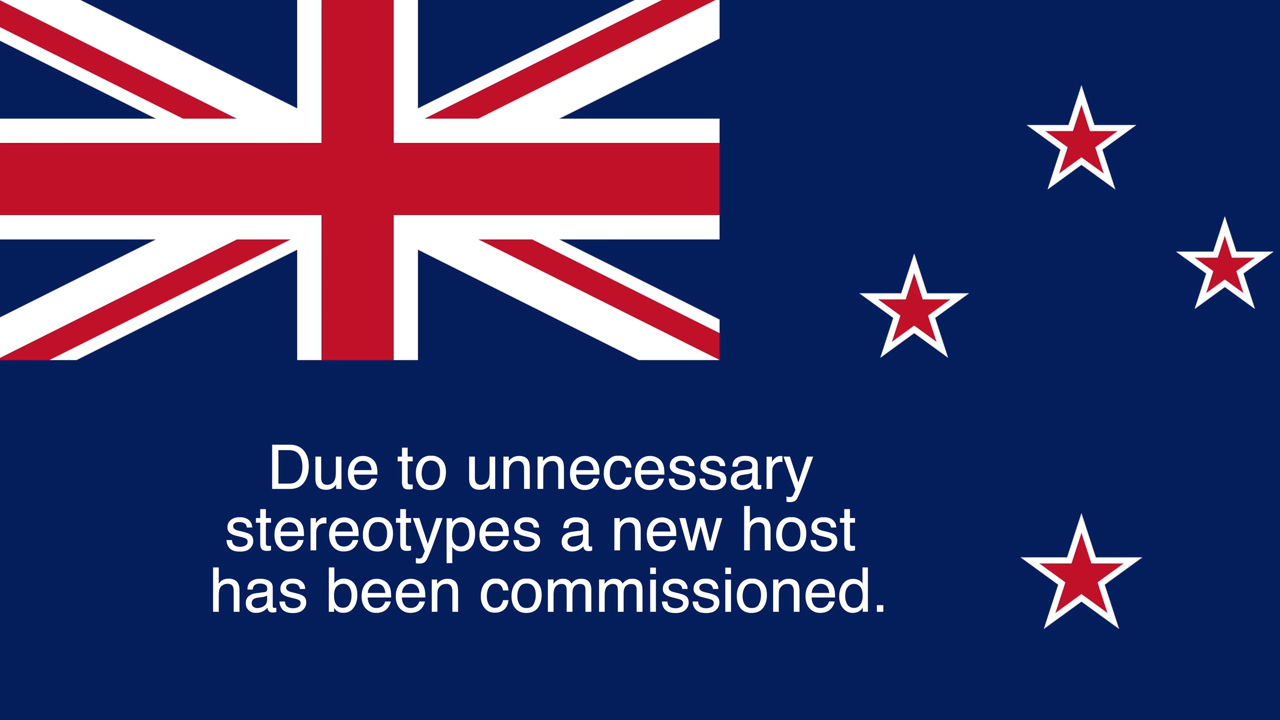 Due to unnecessary
stereotypes a new host
has been commissioned.